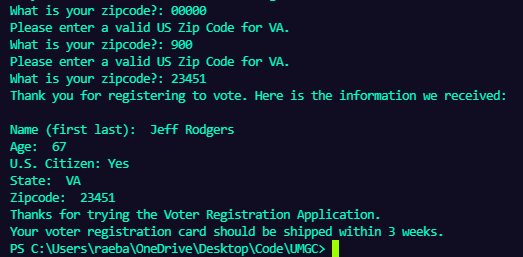 What is your zipcode?: 00000
Please enter a valid US Zip Code for VA.
What is your zipcode?: 900
Please enter a valid US Zip Code for VA.
What is your zipcode?: 23451
Thank you for registering to vote. Here is the information we received:
Name (first last):  Jeff Rodgers
Age:  67
U.S. Citizen: Yes
State:  VA
Zipcode:  23451
Thanks for trying the Voter Registration Application.
Your voter registration card should be shipped within 3 weeks.
PS C:\Users\raeba\OneDrive\Desktop\Code\UMGC>